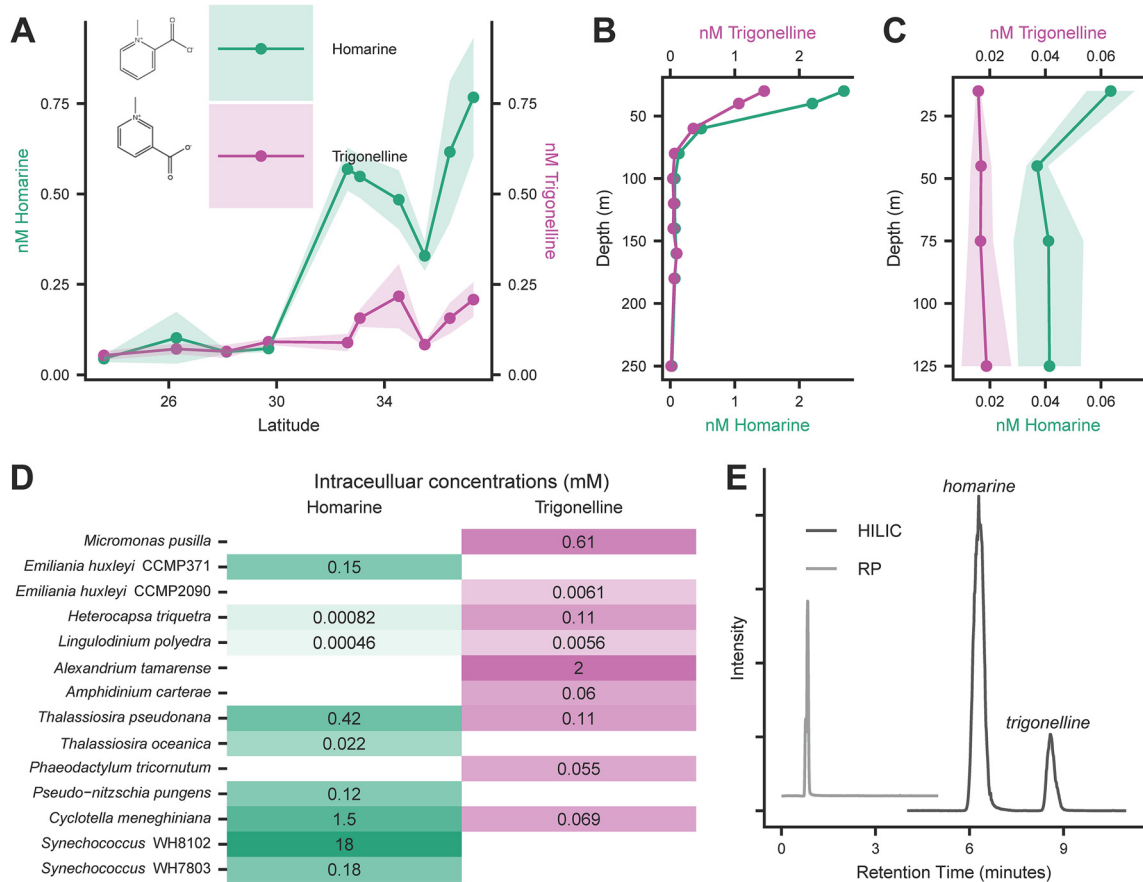 A
N⁺
O
O⁻
Homarine
N⁺
O⁻
O
Trigonelline
0.75
0.50
0.25
0.00
nM Homarine
0.75
0.50
0.25
0.00
nM Trigonelline
26 30 34
Latitude
B
nM Trigonelline
0 1 2
50
100
150
200
250
Depth (m)
0 1 2
nM Homarine
C
nM Trigonelline
0.02 0.04 0.06
25
50
75
100
125
Depth (m)
0.02 0.04 0.06
nM Homarine
D
Intraceulluar concentrations (mM)
Homarine Trigonelline
Micromonas pusilla 0.61
Emiliania huxleyi CCMP371 0.15
Emiliania huxleyi CCMP2090 0.0061
Heterocapsa triquetra 0.00082 0.11
Lingulodinium polyedra 0.00046 0.0056
Alexandrium tamarense 2
Amphidinium carterae 0.06
Thalassiosira pseudonana 0.42 0.11
Thalassiosira oceanica 0.022
Phaeodactylum tricornutum 0.055
Pseudo−nitzschia pungens 0.12
Cyclotella meneghiniana 1.5 0.069
Synechococcus WH8102 18
Synechococcus WH7803 0.18
E
homarine
HILIC
RP
trigonelline
Intensity
0 3 6 9
Retention Time (minutes)